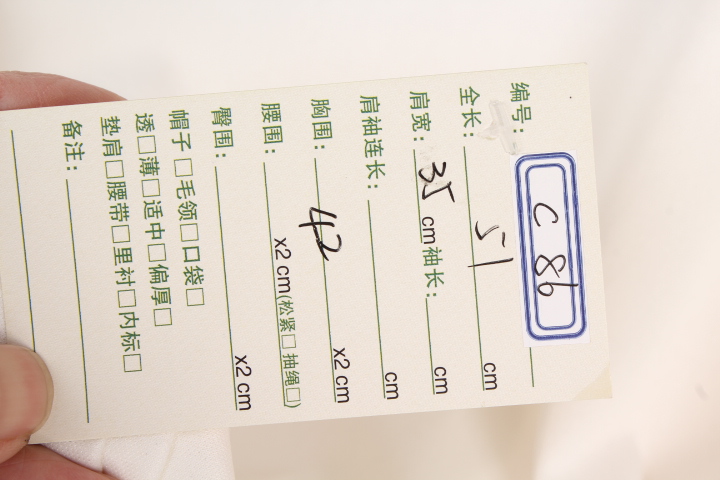 编号: C 86
全长: 51 cm
肩宽: 35 cm 袖长: cm
肩袖连长: cm
胸围: 42 x2 cm
腰围: x2 cm(松紧□ 抽绳□)
臀围: x2 cm
帽子□毛领□口袋□
透□薄□适中□偏厚□
垫肩□腰带□里衬□内标□
备注: